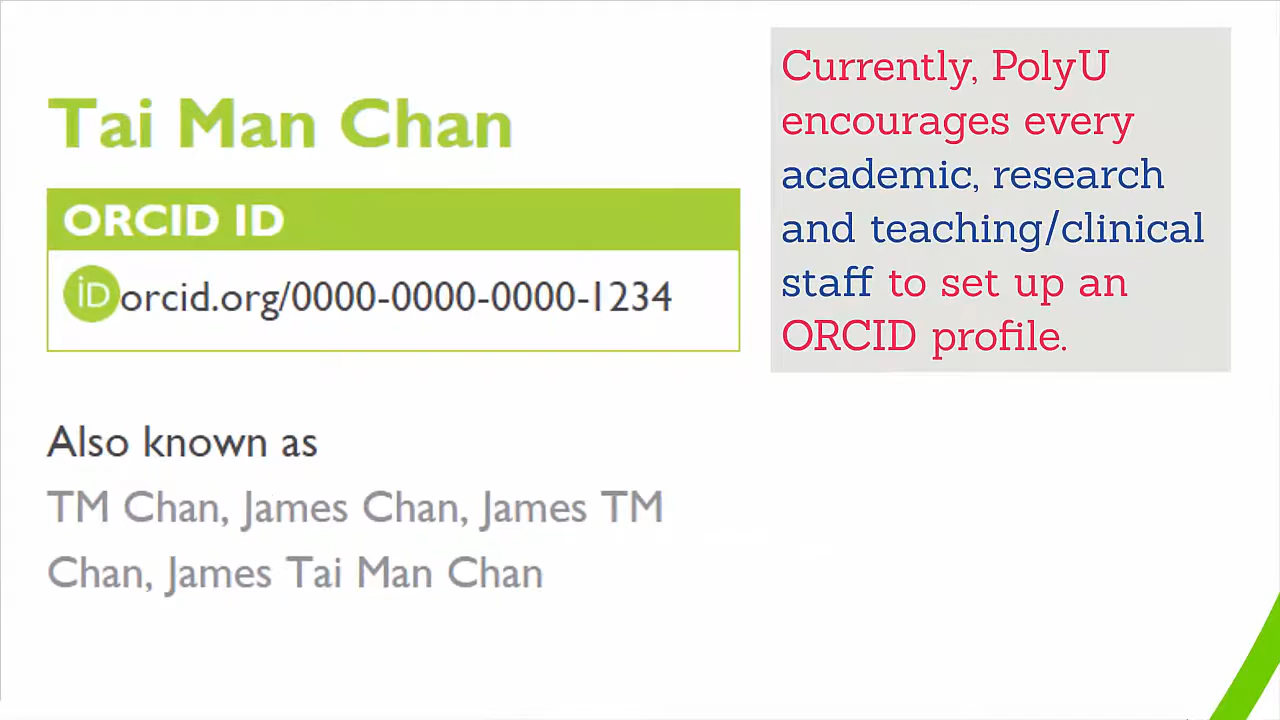 Tai Man Chan
ORCID ID
iD orcid.org/0000-0000-0000-1234
Also known as
TM Chan, James Chan, James TM
Chan, James Tai Man Chan
Currently, PolyU
encourages every
academic, research
and teaching/clinical
staff to set up an
ORCID profile.